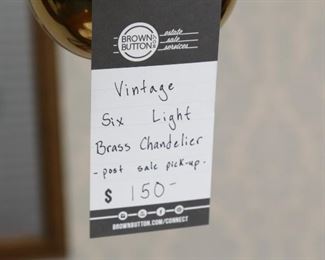 BROWN BUTTON
estate sale services
Vintage
Six Light
Brass Chandelier
- post sale pick-up -
$ 150-
BROWNBUTTON.COM/CONNECT